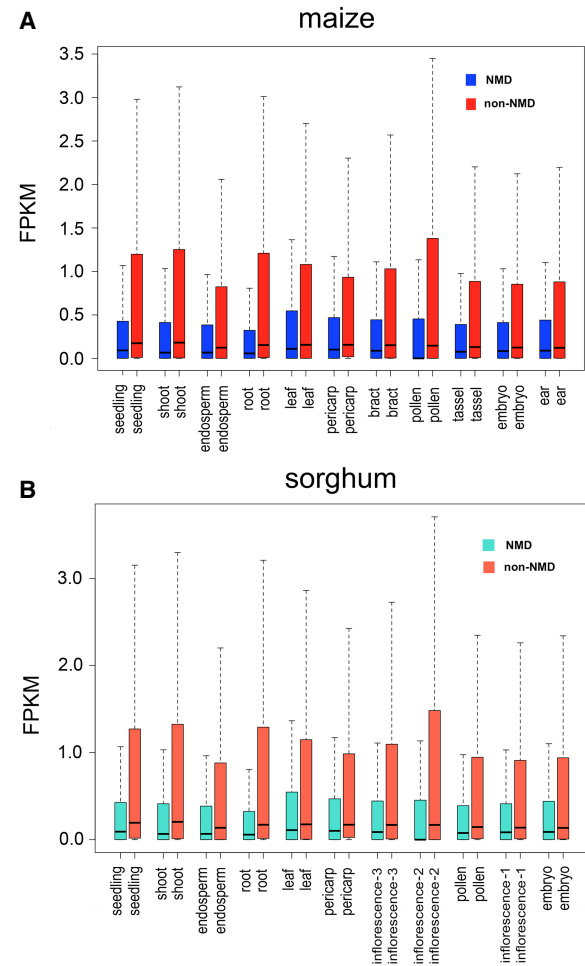 A
maize
3.5
3.0
2.5
2.0
1.5
1.0
0.5
0.0
FPKM
NMD
non-NMD
seedling
seedling
shoot
shoot
endosperm
endosperm
root
root
leaf
leaf
pericarp
pericarp
bract
bract
pollen
pollen
tassel
tassel
embryo
embryo
ear
ear
B
sorghum
3.0
2.0
1.0
0.0
FPKM
NMD
non-NMD
seedling
seedling
shoot
shoot
endosperm
endosperm
root
root
leaf
leaf
pericarp
pericarp
inflorescence-3
inflorescence-3
inflorescence-2
inflorescence-2
pollen
pollen
inflorescence-1
inflorescence-1
embryo
embryo